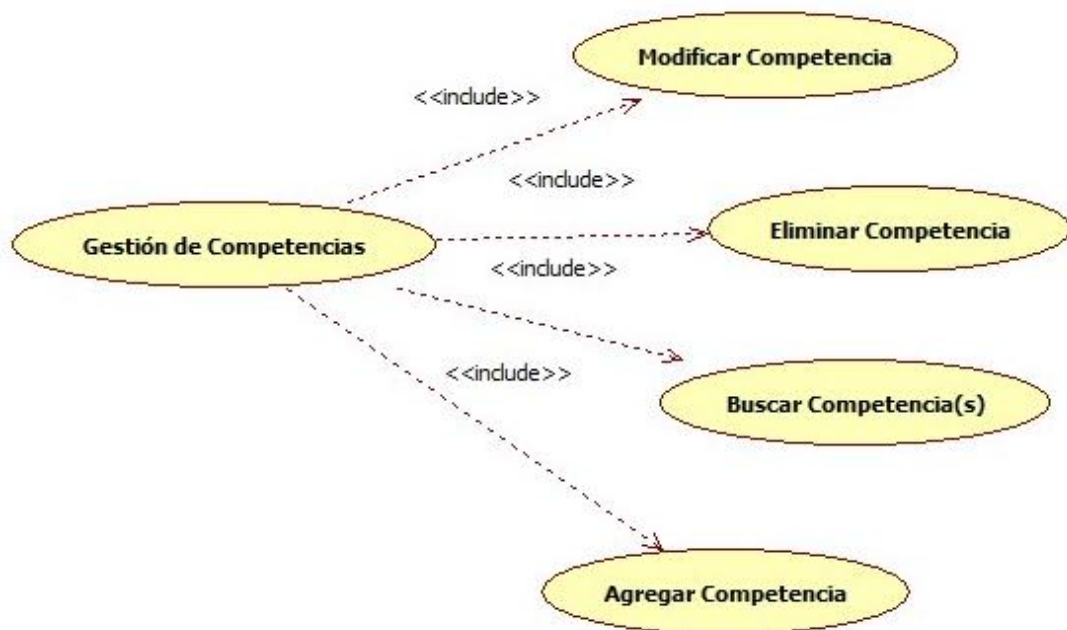 Modificar Competencia
<<include>>
<<include>>
Gestión de Competencias
Eliminar Competencia
<<include>>
<<include>>
Buscar Competencia(s)
Agregar Competencia